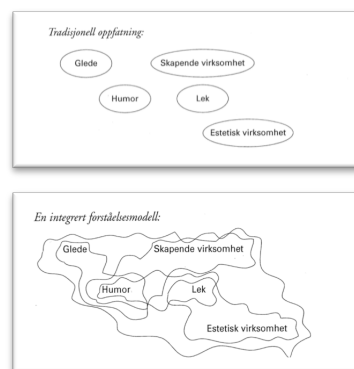 Tradisjonell oppfatning:
Glede
Skapende virksomhet
Humor
Lek
Estetisk virksomhet
En integrert forståelsesmodell:
Glede
Skapende virksomhet
Humor
Lek
Estetisk virksomhet